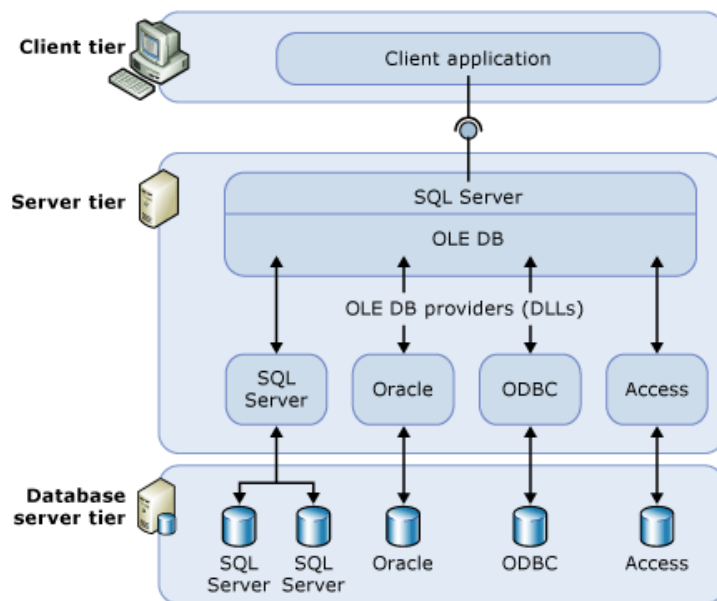 Client tier
Client application
Server tier
SQL Server
OLE DB
OLE DB providers (DLLs)
SQL
Server
Oracle
ODBC
Access
Database
server tier
SQL
Server
SQL
Server
Oracle
ODBC
Access